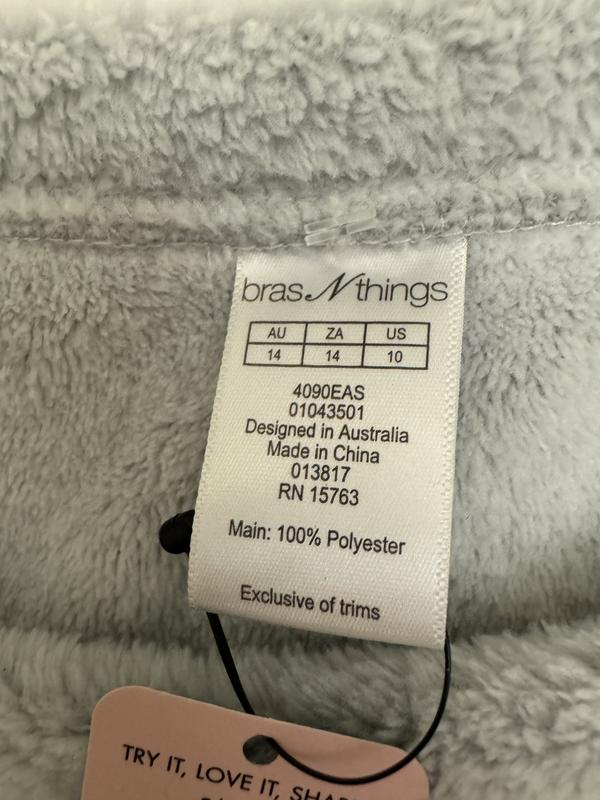 bras N things
AU ZA US
14 14 10
4090EAS
01043501
Designed in Australia
Made in China
013817
RN 15763
Main: 100% Polyester
Exclusive of trims
TRY IT, LOVE IT,